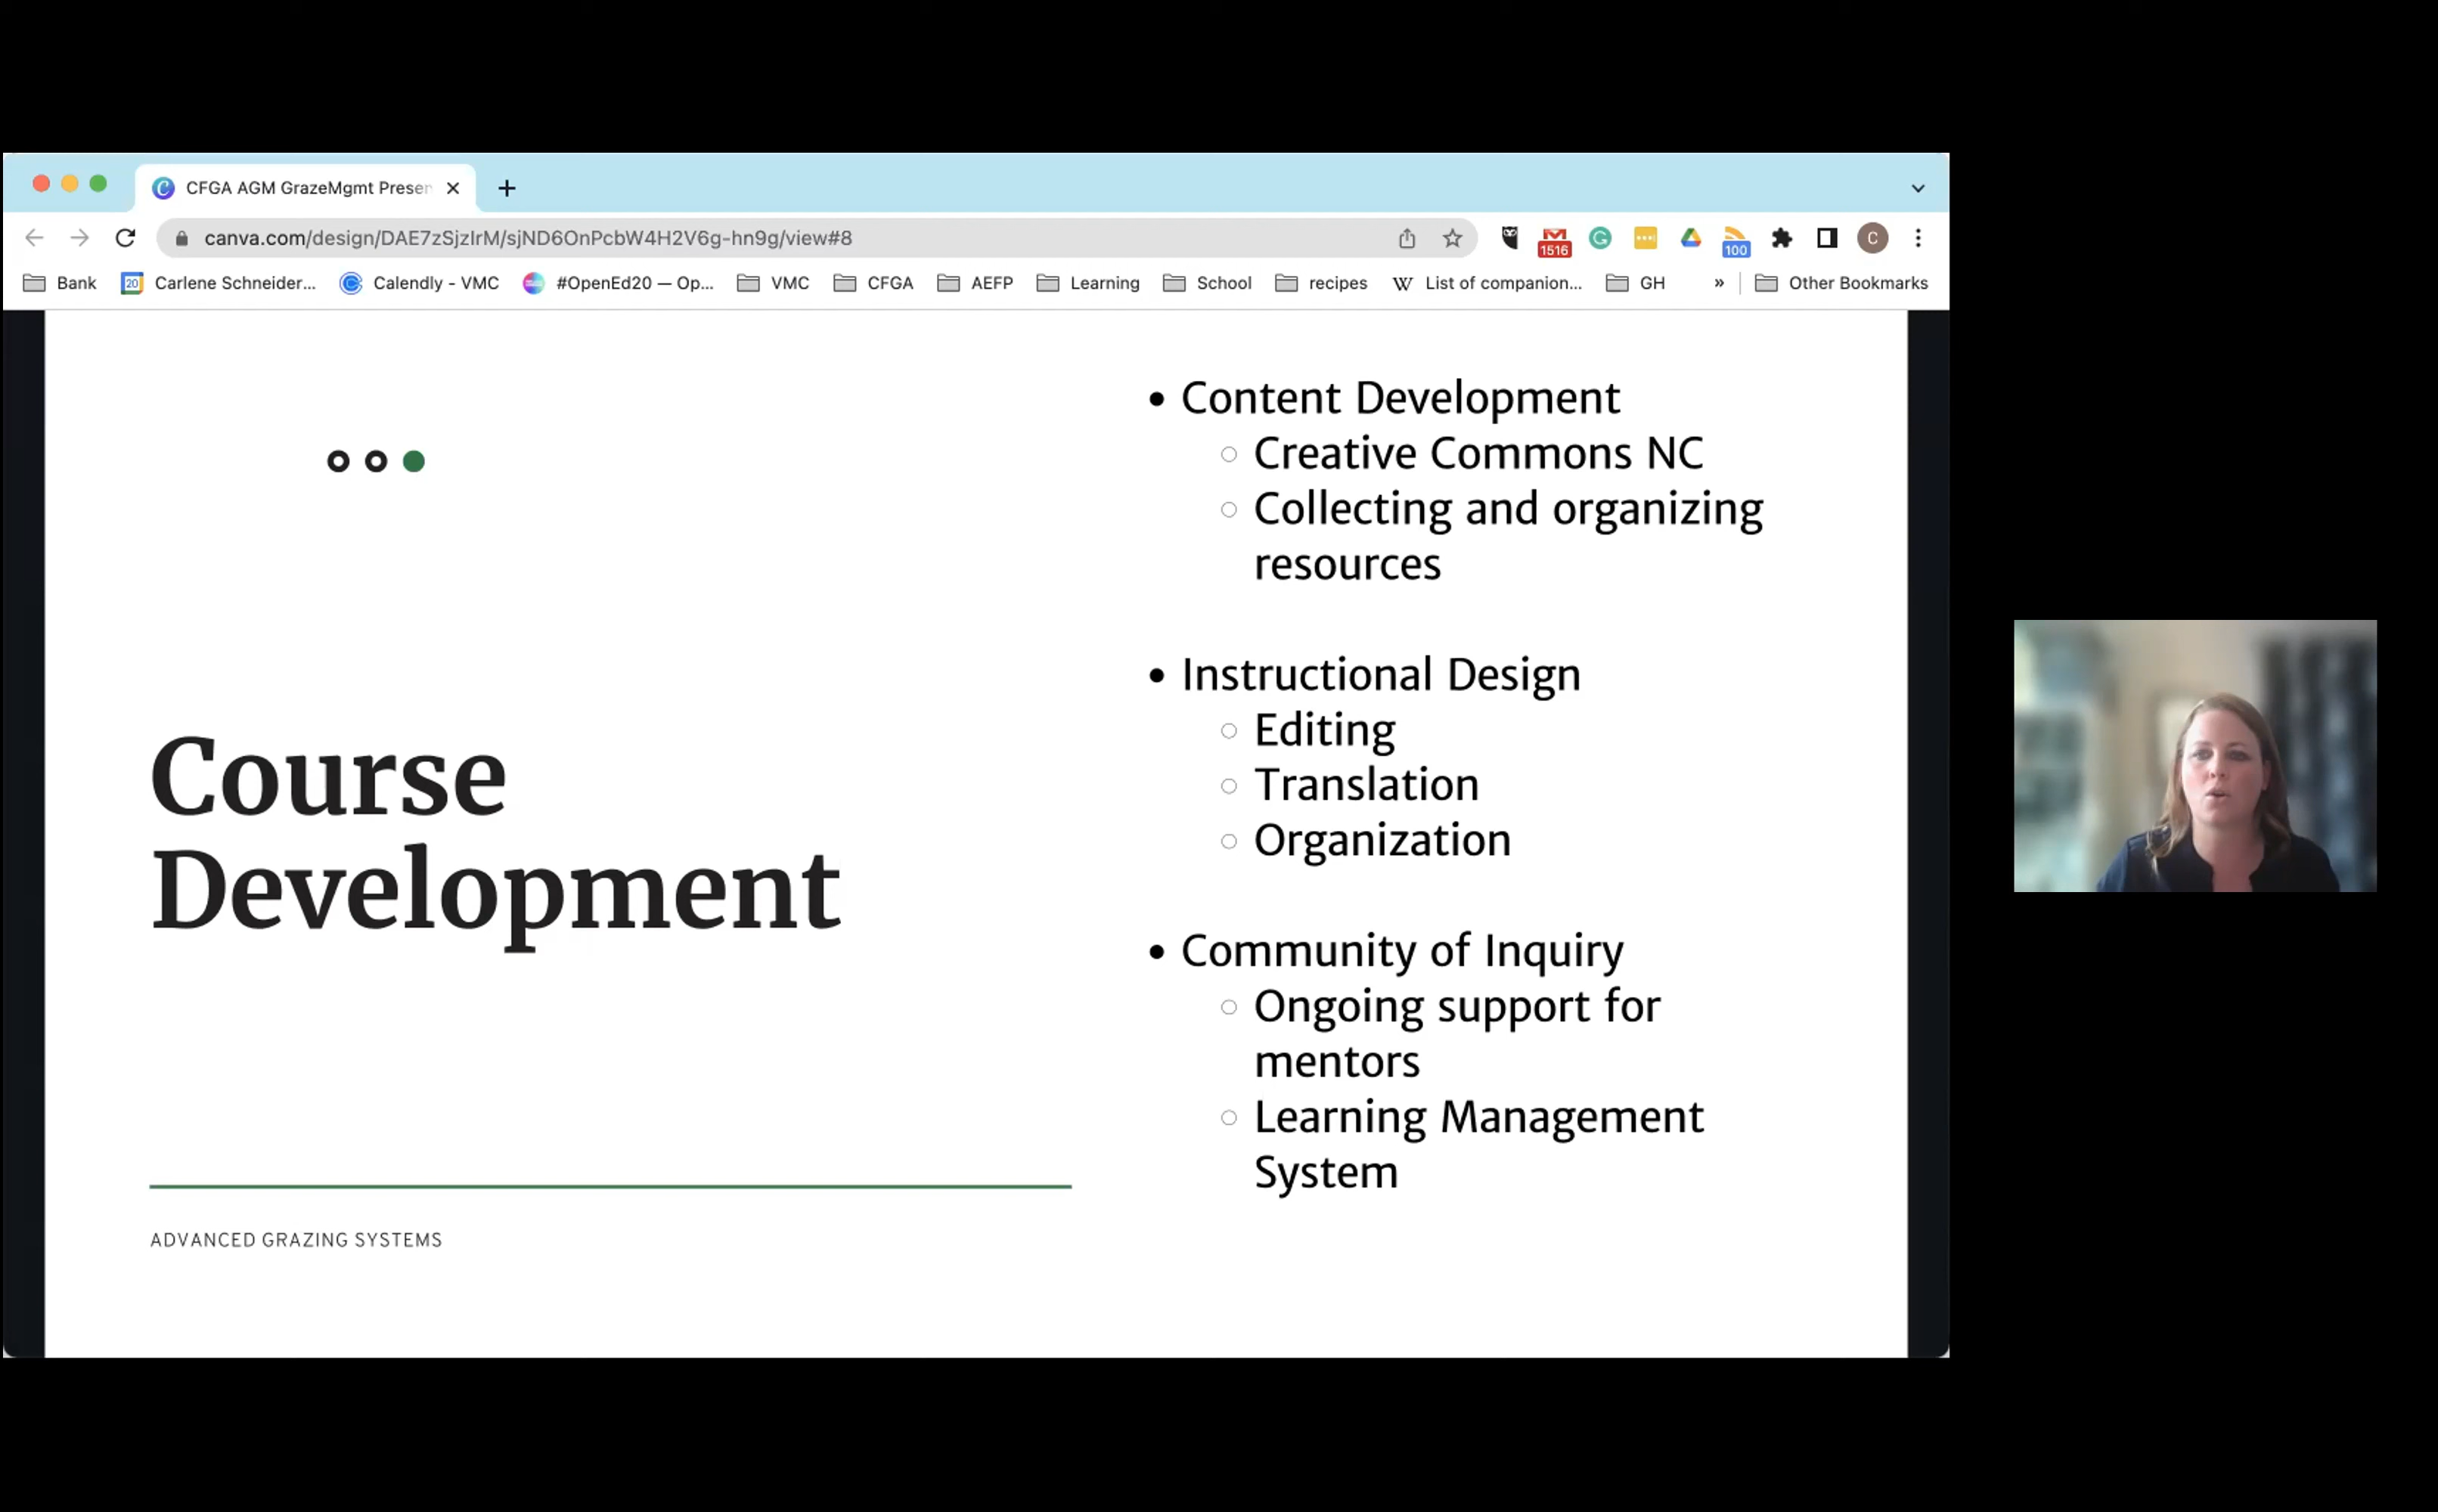 CFGA AGM GrazeMgmt Presen
canva.com/design/DAE7zSjzIrM/sjND6OnPcbW4H2V6g-hn9g/view#8
1516
100
C
Bank
20
Carlene Schneider...
Calendly - VMC
#OpenEd20 — Op...
VMC
CFGA
AEFP
Learning
School
recipes
W
List of companion...
GH
»
Other Bookmarks
Course
Development
ADVANCED GRAZING SYSTEMS
• Content Development
○ Creative Commons NC
○ Collecting and organizing
resources
• Instructional Design
○ Editing
○ Translation
○ Organization
• Community of Inquiry
○ Ongoing support for
mentors
○ Learning Management
System